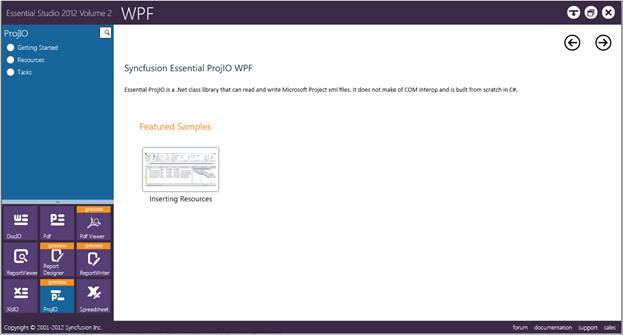 Essential Studio 2012 Volume 2
WPF
ProjIO
Getting Started
Resources
Tasks
Syncfusion Essential ProjIO WPF
Essential ProjIO is a .Net class library that can read and write Microsoft Project xml files. It does not make of COM interop and is built from scratch in C#.
Featured Samples
Inserting Resources
preview
DocIO
Pdf
Pdf Viewer
preview
preview
ReportViewer
Report
Designer
ReportWriter
preview
XlsIO
ProjIO
Spreadsheet
Copyright © 2001-2012 Syncfusion Inc.
forum documentation support sales